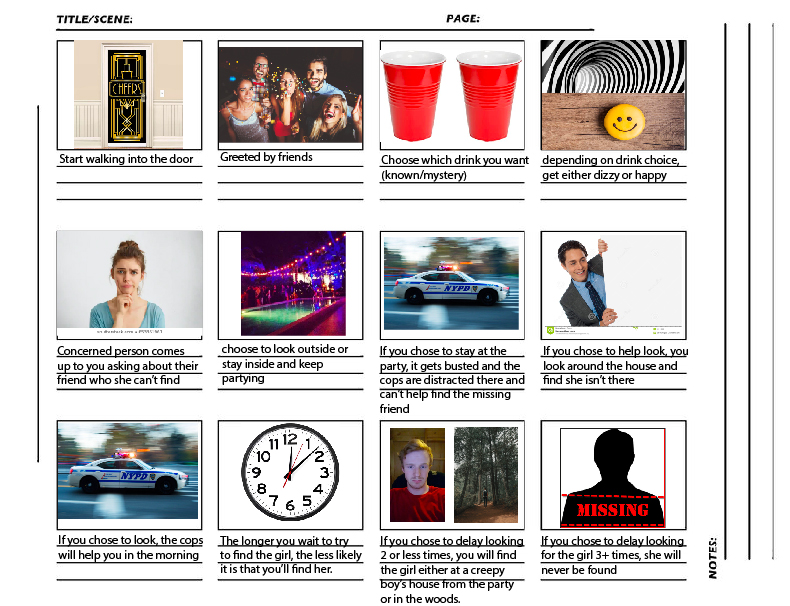 TITLE/SCENE:
PAGE:
CHEERS
Start walking into the door
Greeted by friends
Choose which drink you want
(known/mystery)
depending on drink choice,
get either dizzy or happy
NYPD
Concerned person comes
up to you asking about their
friend who she can't find
choose to look outside or
stay inside and keep
partying
If you chose to stay at the
party, it gets busted and the
cops are distracted there and
can't help find the missing
friend
If you chose to help look, you
look around the house and
find she isn't there
NYPD
12
1
2
3
4
5
6
7
8
9
10
11
MISSING
If you chose to look, the cops
will help you in the morning
The longer you wait to try
to find the girl, the less likely
it is that you'll find her.
If you chose to delay looking
2 or less times, you will find
the girl either at a creepy
boy's house from the party
or in the woods.
If you chose to delay looking
for the girl 3+ times, she will
never be found
NOTES: